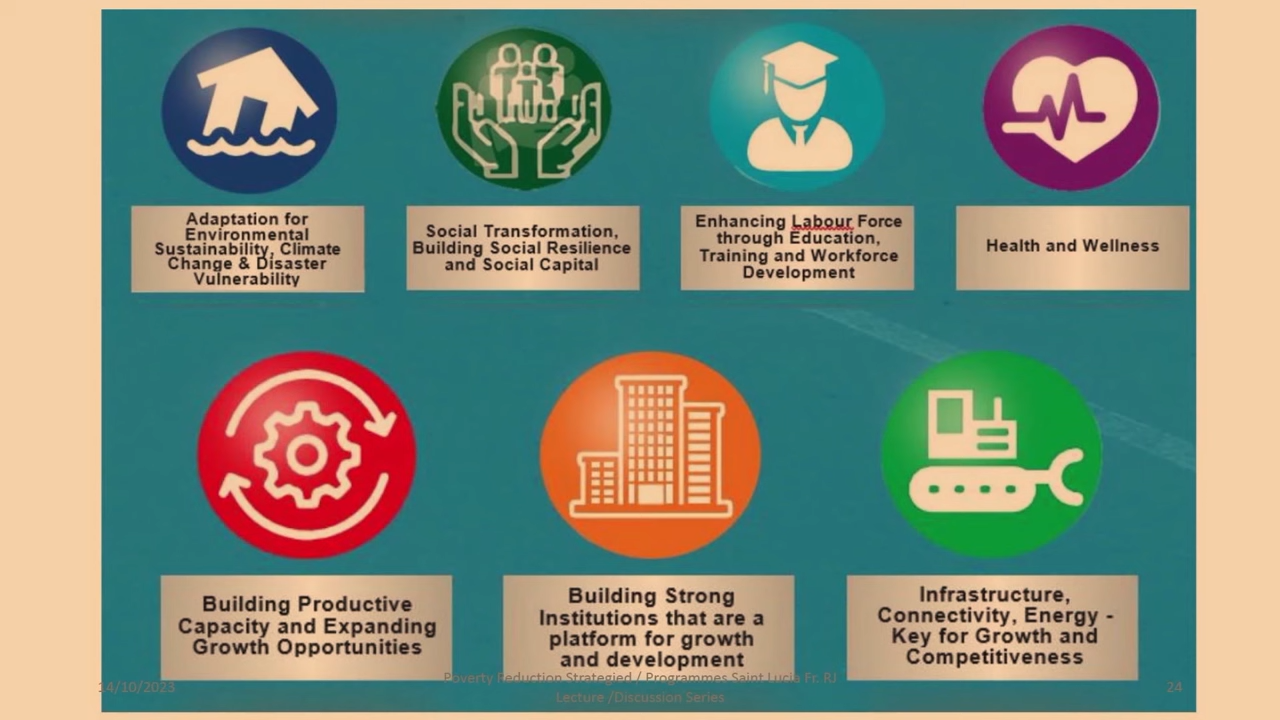 Adaptation for
Environmental
Sustainability, Climate
Change & Disaster
Vulnerability
Social Transformation,
Building Social Resilience
and Social Capital
Enhancing Labour Force
through Education,
Training and Workforce
Development
Health and Wellness
Building Productive
Capacity and Expanding
Growth Opportunities
Building Strong
Institutions that are a
platform for growth
and development
Infrastructure,
Connectivity, Energy -
Key for Growth and
Competitiveness
14/10/2023
Poverty Reduction Strategied / Programmes Saint Lucia Fr. RJ
Lecture /Discussion Series
24